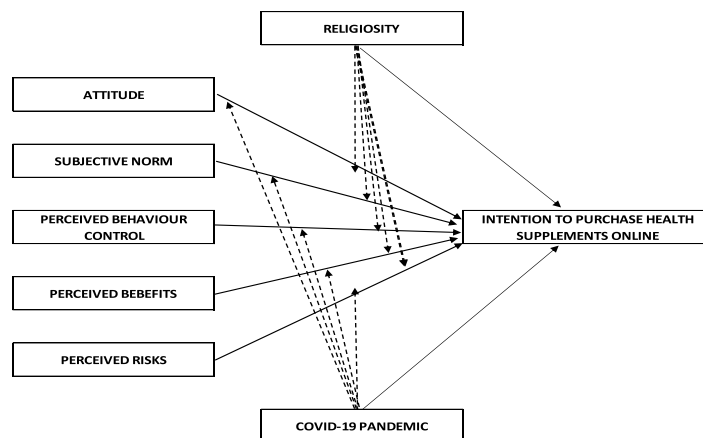 RELIGIOSITY
ATTITUDE
SUBJECTIVE NORM
PERCEIVED BEHAVIOUR
CONTROL
INTENTION TO PURCHASE HEALTH
SUPPLEMENTS ONLINE
PERCEIVED BEBEFITS
PERCEIVED RISKS
COVID-19 PANDEMIC